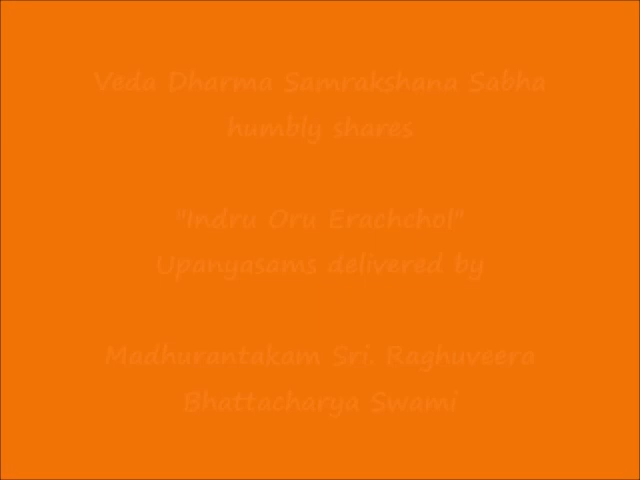 Veda Dharma Samrakshana Sabha
humbly shares
"Indru Oru Erachchol"
Upanyasams delivered by
Madhurantakam Sri. Raghuveera
Bhattacharya Swami